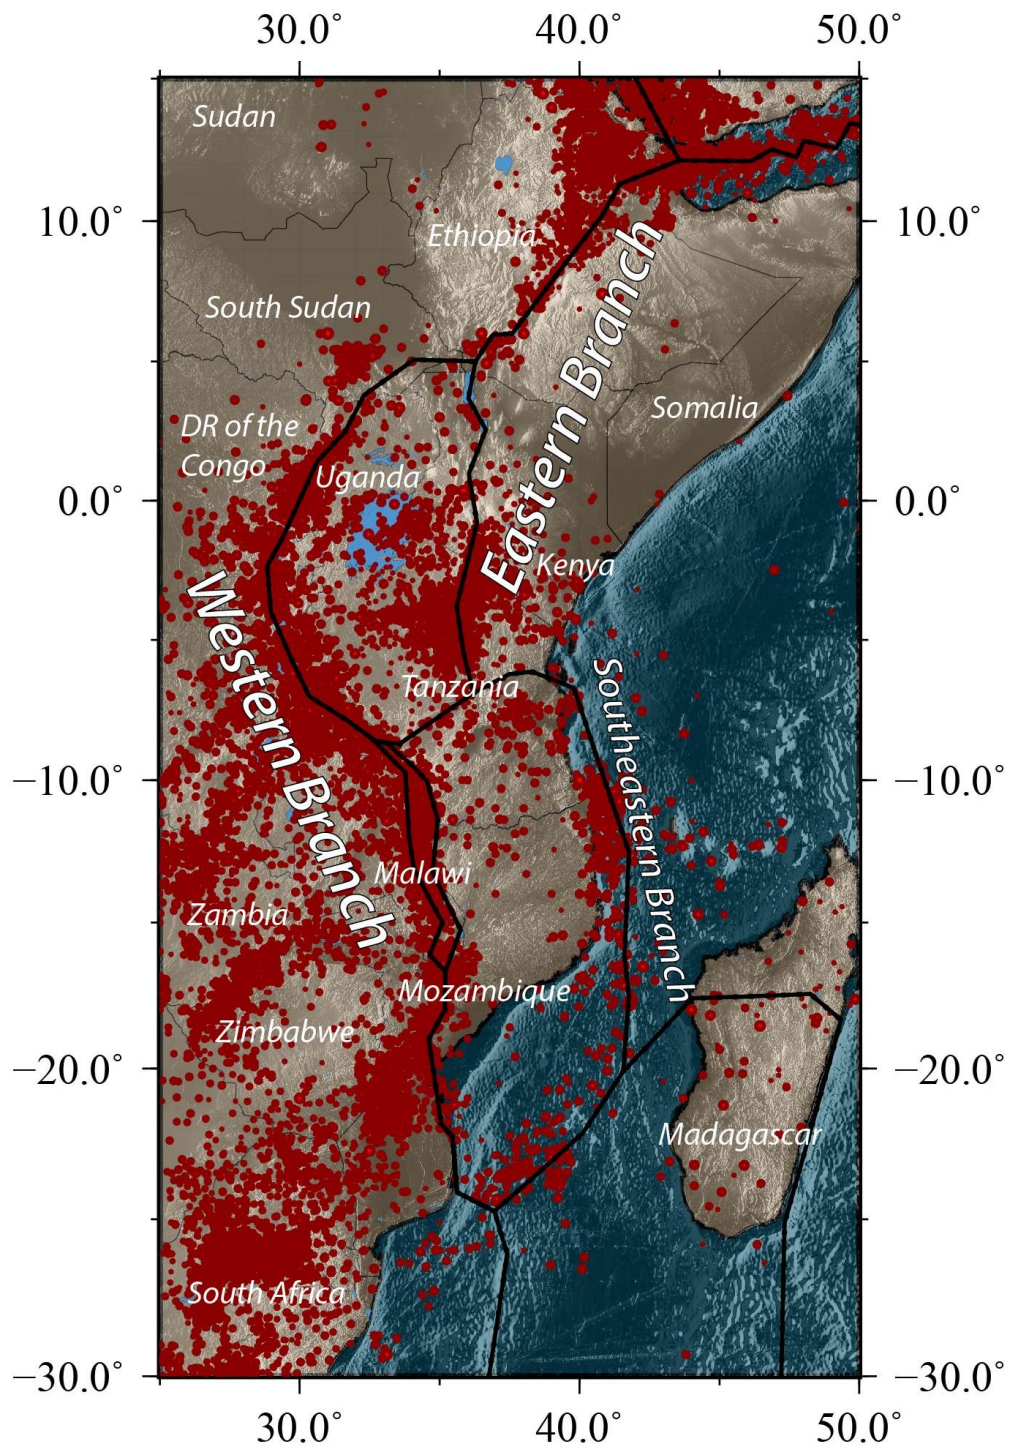 30.0° 40.0° 50.0°
Sudan
10.0° 10.0°
Ethiopia
South Sudan
Eastern Branch
Somalia
DR of the
Congo
Uganda
0.0° 0.0°
Kenya
Western Branch
Tanzania
Southeastern Branch
−10.0° −10.0°
Malawi
Zambia
Mozambique
Zimbabwe
−20.0° −20.0°
Madagascar
South Africa
−30.0° −30.0°
30.0° 40.0° 50.0°